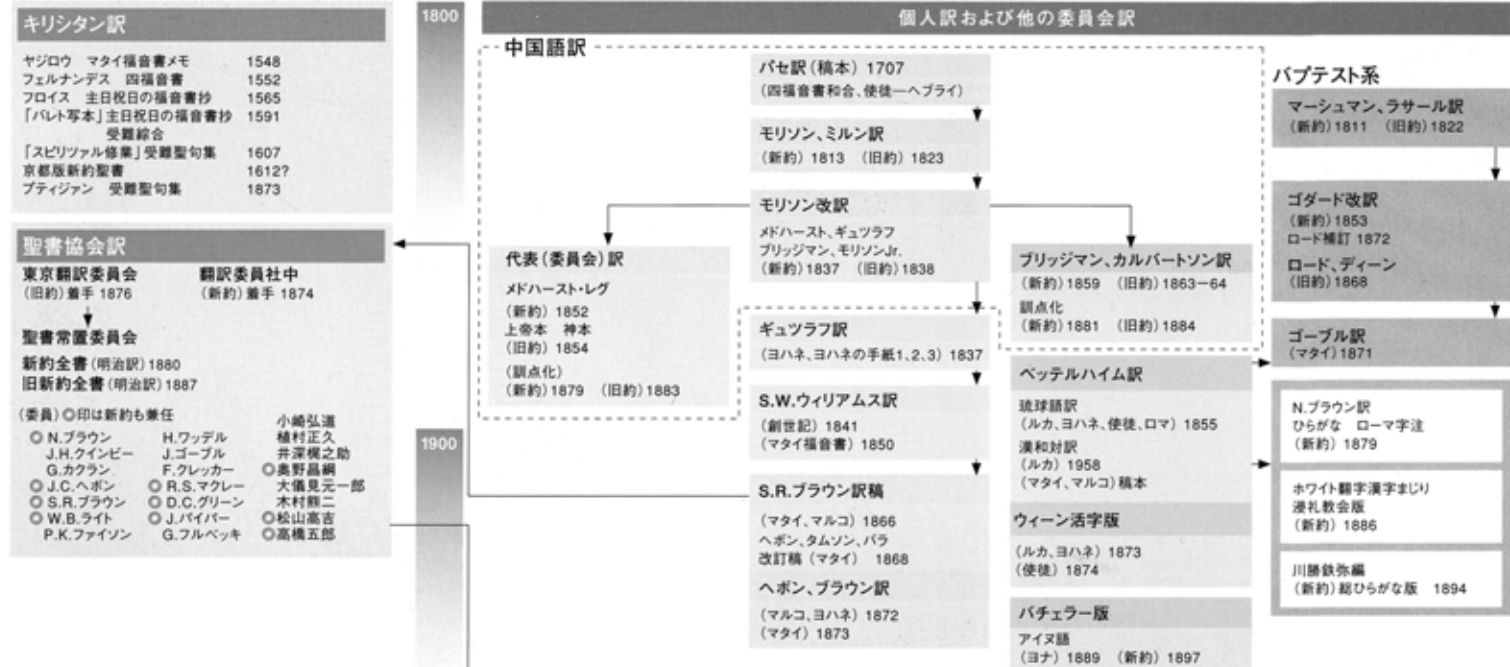 キリシタン訳
ヤジロウ マタイ福音書メモ 1548
フェルナンデス 四福音書 1552
フロイス 主日祝日の福音書抄 1565
「バレト写本」主日祝日の福音書抄 1591
受難綜合
「スピリツァル修業」受難聖句集 1607
京都版新約聖書 1612?
プティジァン 受難聖句集 1873
聖書協会訳
東京翻訳委員会 翻訳委員社中
(旧約)着手 1876 (新約)着手 1874
聖書常置委員会
新約全書(明治訳)1880
旧新約全書(明治訳)1887
(委員)◎印は新約も兼任
小崎弘道
◎N.ブラウン H.ワッデル 植村正久
J.H.クインビー J.ゴーブル 井深梶之助
G.カクラン F.クレッカー ◎奥野昌綱
◎J.C.ヘボン ◎R.S.マクレー 大儀見元一郎
◎S.R.ブラウン ◎D.C.グリーン 木村熊二
◎W.B.ライト ◎J.パイパー ◎松山高吉
P.K.ファイソン G.フルベッキ ◎高橋五郎
1800
1900
個人訳および他の委員会訳
中国語訳
バセ訳(稿本)1707
(四福音書和合、使徒―ヘブライ)
モリソン、ミルン訳
(新約)1813 (旧約)1823
モリソン改訳
メドハースト、ギュツラフ
ブリッジマン、モリソンJr.
(新約)1837 (旧約)1838
代表(委員会)訳
メドハースト・レグ
(新約)1852
上帝本 神本
(旧約)1854
(訓点化)
(新約)1879 (旧約)1883
ギュツラフ訳
(ヨハネ、ヨハネの手紙1、2、3)1837
S.W.ウィリアムス訳
(創世記)1841
(マタイ福音書)1850
S.R.ブラウン訳稿
(マタイ、マルコ)1866
ヘボン、タムソン、バラ
改訂稿(マタイ) 1868
ヘボン、ブラウン訳
(マルコ、ヨハネ)1872
(マタイ)1873
ブリッジマン、カルバートソン訳
(新約)1859 (旧約)1863―64
訓点化
(新約)1881 (旧約)1884
ベッテルハイム訳
琉球語訳
(ルカ、ヨハネ、使徒、ロマ)1855
漢和対訳
(ルカ)1958
(マタイ、マルコ)稿本
ウィーン活字版
(ルカ、ヨハネ)1873
(使徒)1874
バチェラー版
アイヌ語
(ヨナ)1889 (新約)1897
バプテスト系
マーシュマン、ラサール訳
(新約)1811 (旧約)1822
ゴダード改訳
(新約)1853
ロード補訂 1872
ロード、ディーン
(旧約)1868
ゴーブル訳
(マタイ)1871
N.ブラウン訳
ひらがな ローマ字注
(新約)1879
ホワイト翻字漢字まじり
浸礼教会版
(新約)1886
川勝鉄弥編
(新約)総ひらがな版 1894